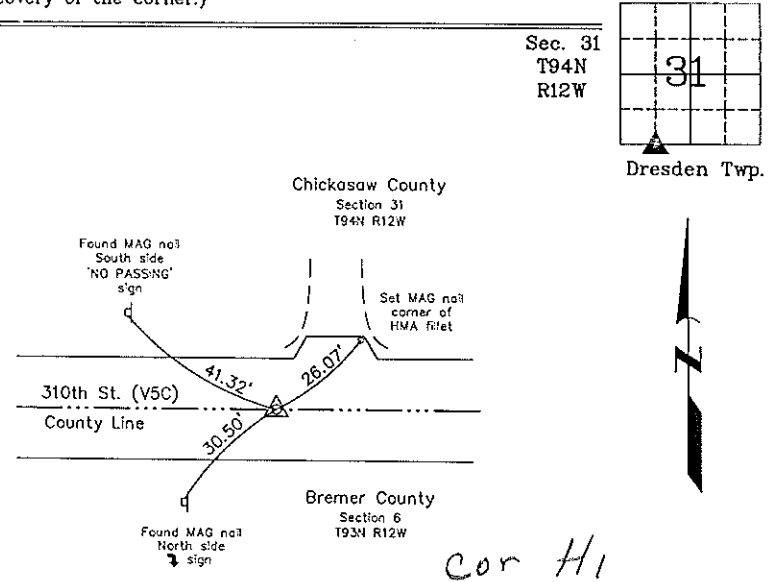 covery of the corner.)
Sec. 31
T94N
R12W
31
Dresden Twp.
Chickasaw County
Section 31
T94N R12W
Found MAG nail
South side
'NO PASSING'
sign
Set MAG nail
corner of
HMA fillet
41.32'
26.07'
310th St. (V5C)
County Line
30.50'
N
Bremer County
Section 6
T93N R12W
Found MAG nail
North side
sign
Cor H1